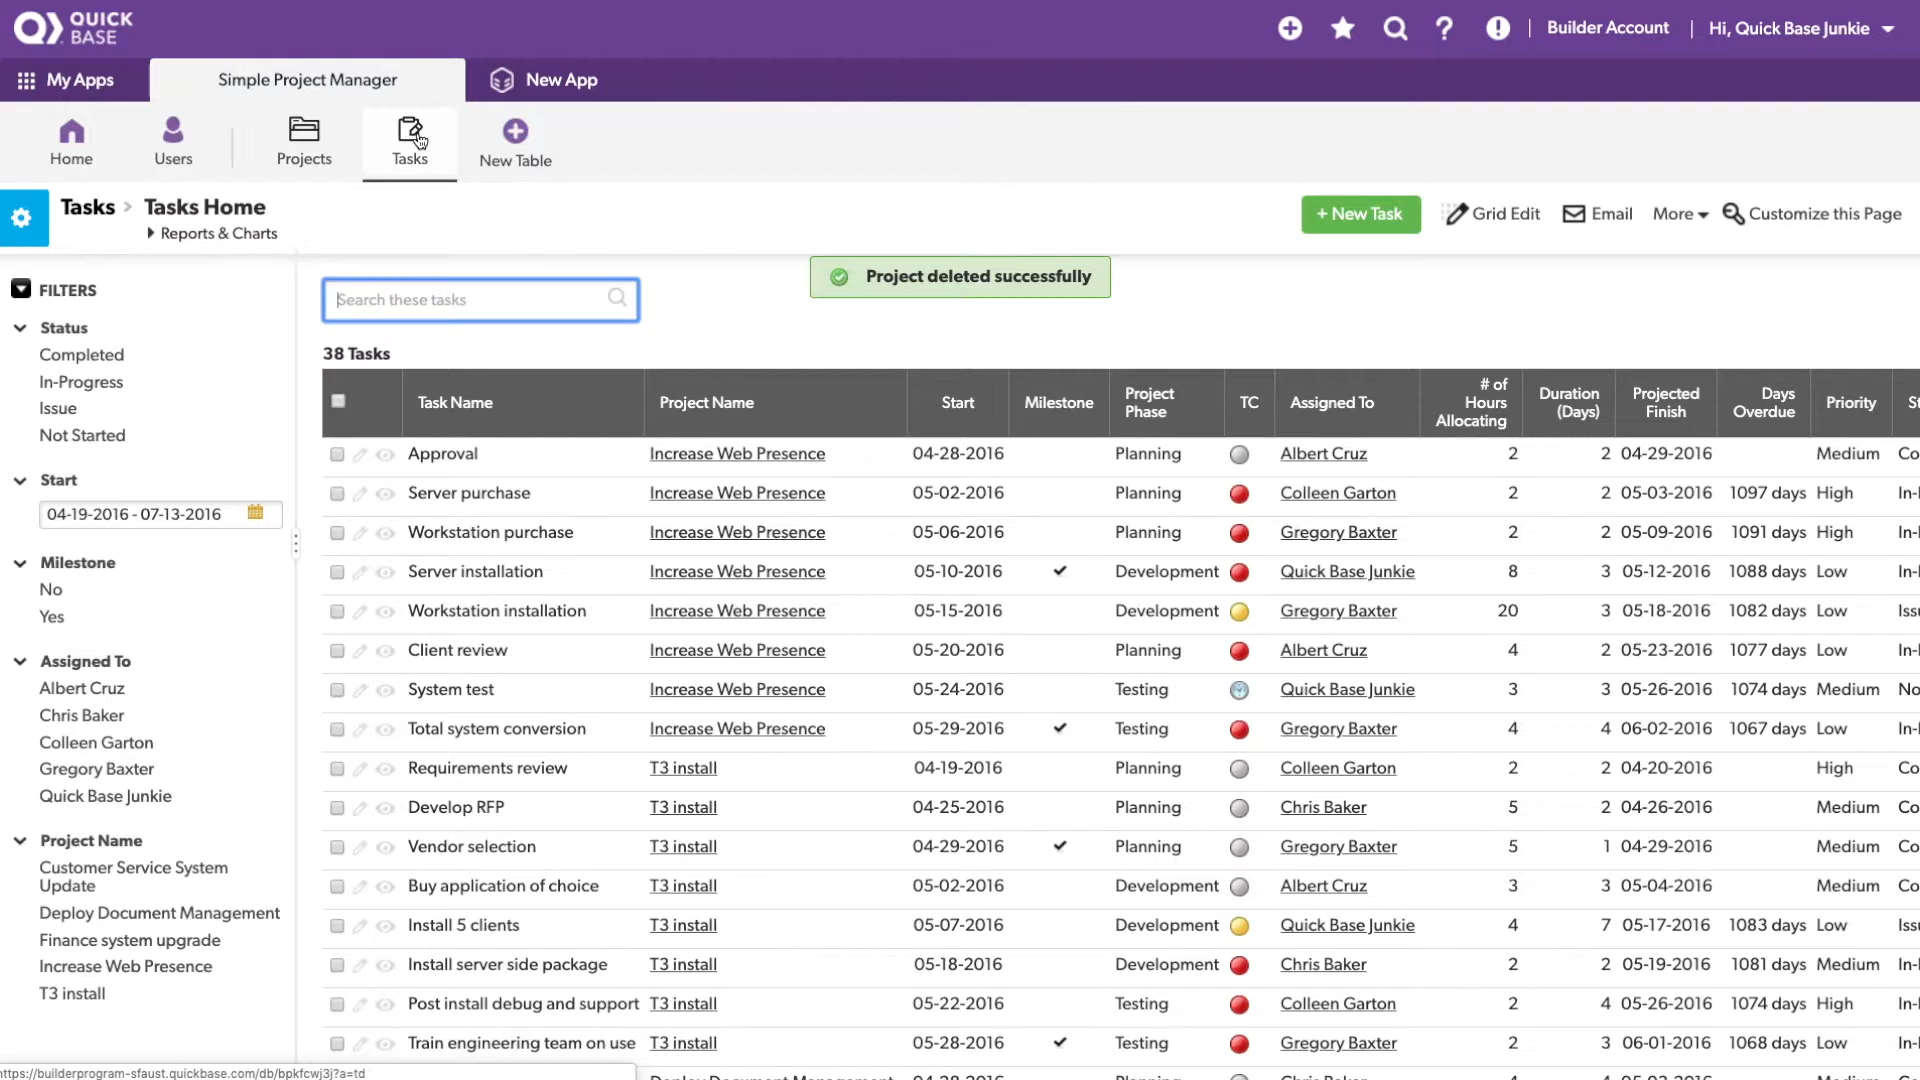 QUICK BASE
Builder Account
Hi, Quick Base Junkie
My Apps
Simple Project Manager
New App
Home
Users
Projects
Tasks
New Table
Tasks > Tasks Home
Reports & Charts
+ New Task
Grid Edit
Email
More
Customize this Page
FILTERS
Status
Completed
In-Progress
Issue
Not Started
Start
04-19-2016 - 07-13-2016
Milestone
No
Yes
Assigned To
Albert Cruz
Chris Baker
Colleen Garton
Gregory Baxter
Quick Base Junkie
Project Name
Customer Service System
Update
Deploy Document Management
Finance system upgrade
Increase Web Presence
T3 install
Search these tasks
Project deleted successfully
38 Tasks
Task Name Project Name Start Milestone Project Phase TC Assigned To # of Hours Allocating Duration (Days) Projected Finish Days Overdue Priority St
Approval Increase Web Presence 04-28-2016 Planning Albert Cruz 2 2 04-29-2016 Medium Co
Server purchase Increase Web Presence 05-02-2016 Planning Colleen Garton 2 2 05-03-2016 1097 days High In-
Workstation purchase Increase Web Presence 05-06-2016 Planning Gregory Baxter 2 2 05-09-2016 1091 days High In-
Server installation Increase Web Presence 05-10-2016 Development Quick Base Junkie 8 3 05-12-2016 1088 days Low In-
Workstation installation Increase Web Presence 05-15-2016 Development Gregory Baxter 20 3 05-18-2016 1082 days Low Iss
Client review Increase Web Presence 05-20-2016 Planning Albert Cruz 4 2 05-23-2016 1077 days Low In-
System test Increase Web Presence 05-24-2016 Testing Quick Base Junkie 3 3 05-26-2016 1074 days Medium No
Total system conversion Increase Web Presence 05-29-2016 Testing Gregory Baxter 4 4 06-02-2016 1067 days Low In-
Requirements review T3 install 04-19-2016 Planning Colleen Garton 2 2 04-20-2016 High Co
Develop RFP T3 install 04-25-2016 Planning Chris Baker 5 2 04-26-2016 Medium Co
Vendor selection T3 install 04-29-2016 Planning Gregory Baxter 5 1 04-29-2016 Medium Co
Buy application of choice T3 install 05-02-2016 Development Albert Cruz 3 3 05-04-2016 Medium Co
Install 5 clients T3 install 05-07-2016 Development Quick Base Junkie 4 7 05-17-2016 1083 days Low Iss
Install server side package T3 install 05-18-2016 Development Chris Baker 2 2 05-19-2016 1081 days Medium In-
Post install debug and support T3 install 05-22-2016 Testing Colleen Garton 2 4 05-26-2016 1074 days High In-
Train engineering team on use T3 install 05-28-2016 Testing Gregory Baxter 2 3 06-01-2016 1068 days Low In-
https://builderprogram-sfaust.quickbase.com/db/bpkfcwj3j?a=td